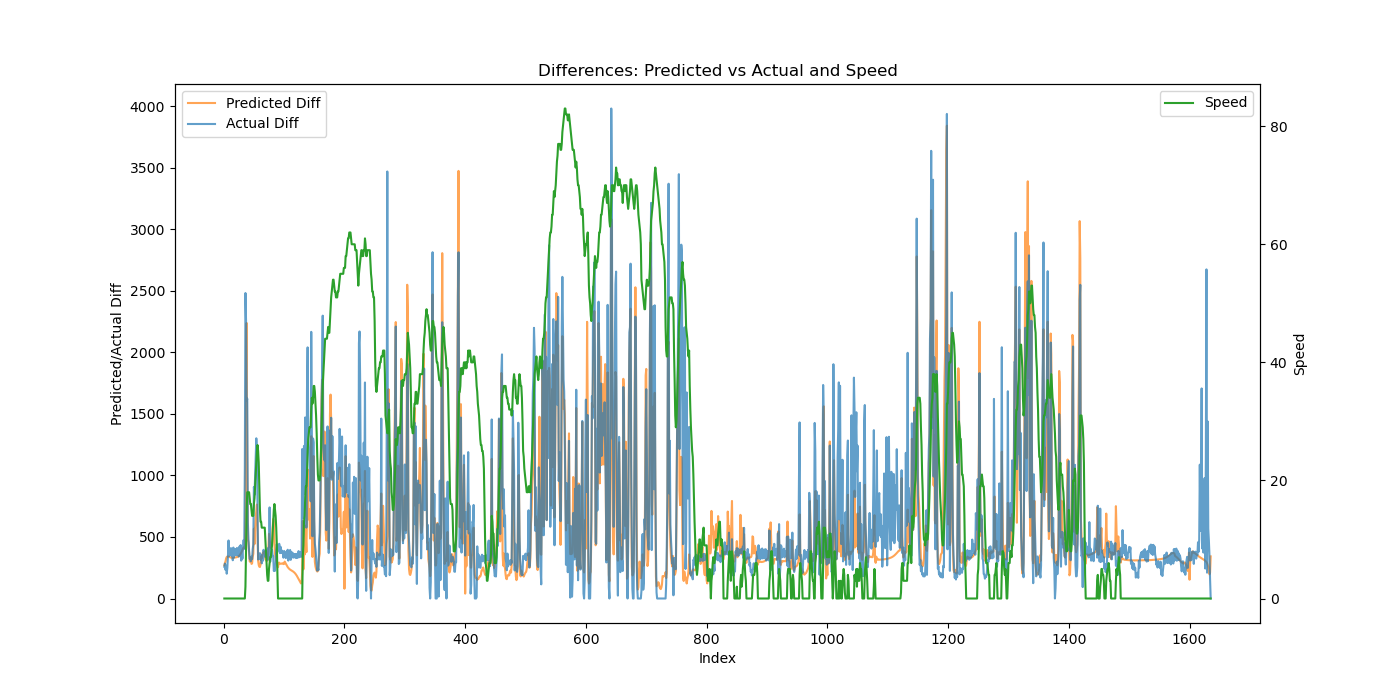 Differences: Predicted vs Actual and Speed
Predicted Diff
Actual Diff
Speed
4000
3500
3000
2500
2000
1500
1000
500
0
Predicted/Actual Diff
80
60
40
20
0
Speed
0 200 400 600 800 1000 1200 1400 1600
Index